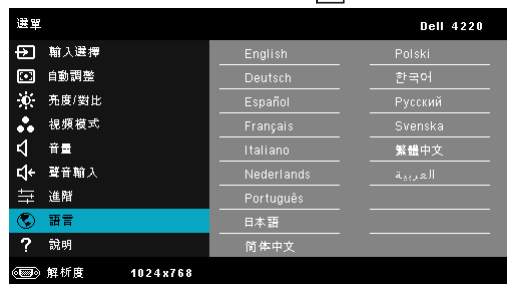 選單 Dell 4220
輸入選擇 English Polski
自動調整 Deutsch 한국어
亮度/對比 Español Русский
視頻模式 Français Svenska
音量 Italiano 繁體中文
聲音輸入 Nederlands العربية
進階 Português
語言 日本語
? 說明 简体中文
解析度 1024x768